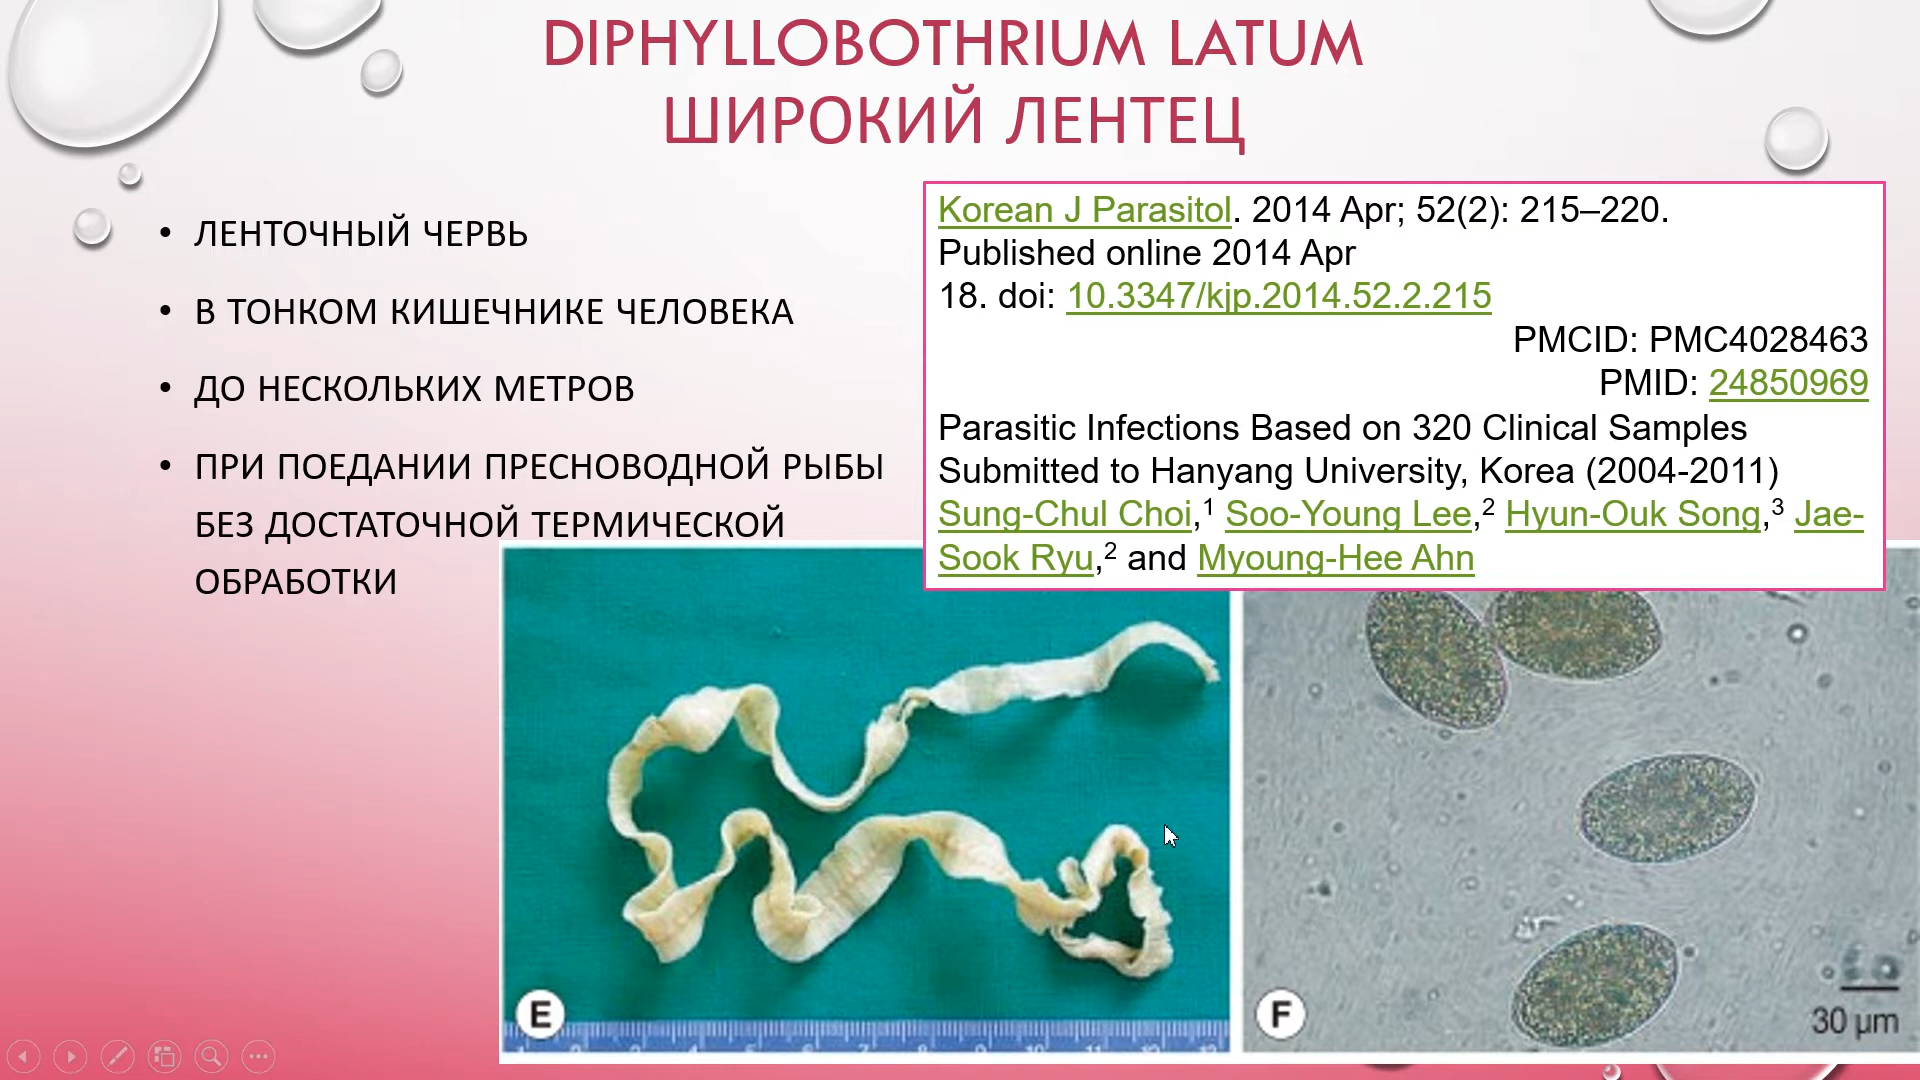 DIPHYLLOBOTHRIUM LATUM
ШИРОКИЙ ЛЕНТЕЦ
• ЛЕНТОЧНЫЙ ЧЕРВЬ
• В ТОНКОМ КИШЕЧНИКЕ ЧЕЛОВЕКА
• ДО НЕСКОЛЬКИХ МЕТРОВ
• ПРИ ПОЕДАНИИ ПРЕСНОВОДНОЙ РЫБЫ
БЕЗ ДОСТАТОЧНОЙ ТЕРМИЧЕСКОЙ
ОБРАБОТКИ
Korean J Parasitol. 2014 Apr; 52(2): 215–220.
Published online 2014 Apr
18. doi: 10.3347/kjp.2014.52.2.215
PMCID: PMC4028463
PMID: 24850969
Parasitic Infections Based on 320 Clinical Samples
Submitted to Hanyang University, Korea (2004-2011)
Sung-Chul Choi,1 Soo-Young Lee,2 Hyun-Ouk Song,3 Jae-
Sook Ryu,2 and Myoung-Hee Ahn
E
F
30 µm